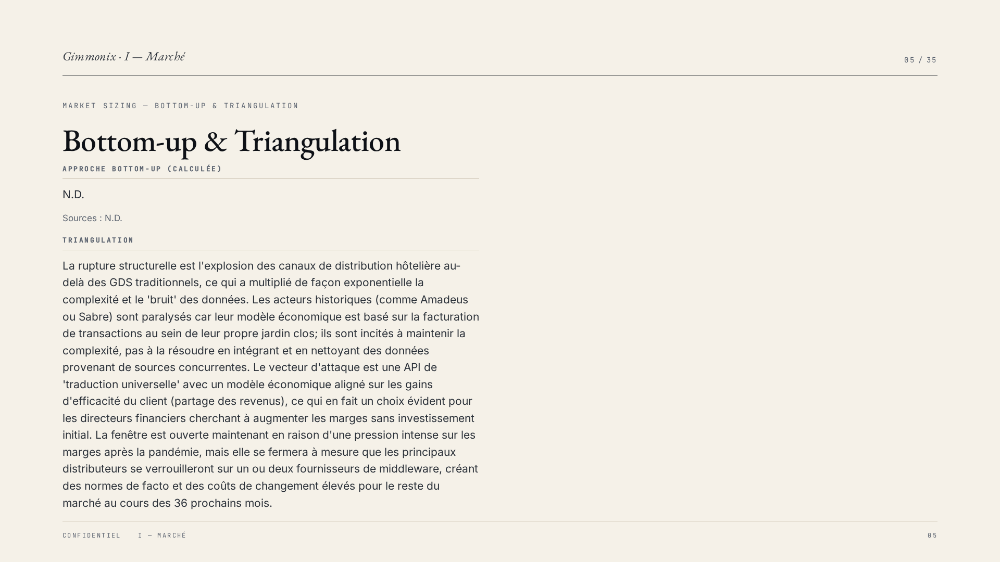 Gimmonix · I — Marché
05 / 35
MARKET SIZING — BOTTOM-UP & TRIANGULATION
Bottom-up & Triangulation
APPROCHE BOTTOM-UP (CALCULÉE)
N.D.
Sources : N.D.
TRIANGULATION
La rupture structurelle est l'explosion des canaux de distribution hôtelière au-
delà des GDS traditionnels, ce qui a multiplié de façon exponentielle la
complexité et le 'bruit' des données. Les acteurs historiques (comme Amadeus
ou Sabre) sont paralysés car leur modèle économique est basé sur la facturation
de transactions au sein de leur propre jardin clos; ils sont incités à maintenir la
complexité, pas à la résoudre en intégrant et en nettoyant des données
provenant de sources concurrentes. Le vecteur d'attaque est une API de
'traduction universelle' avec un modèle économique aligné sur les gains
d'efficacité du client (partage des revenus), ce qui en fait un choix évident pour
les directeurs financiers cherchant à augmenter les marges sans investissement
initial. La fenêtre est ouverte maintenant en raison d'une pression intense sur les
marges après la pandémie, mais elle se fermera à mesure que les principaux
distributeurs se verrouilleront sur un ou deux fournisseurs de middleware, créant
des normes de facto et des coûts de changement élevés pour le reste du
marché au cours des 36 prochains mois.
CONFIDENTIEL I — MARCHÉ
05